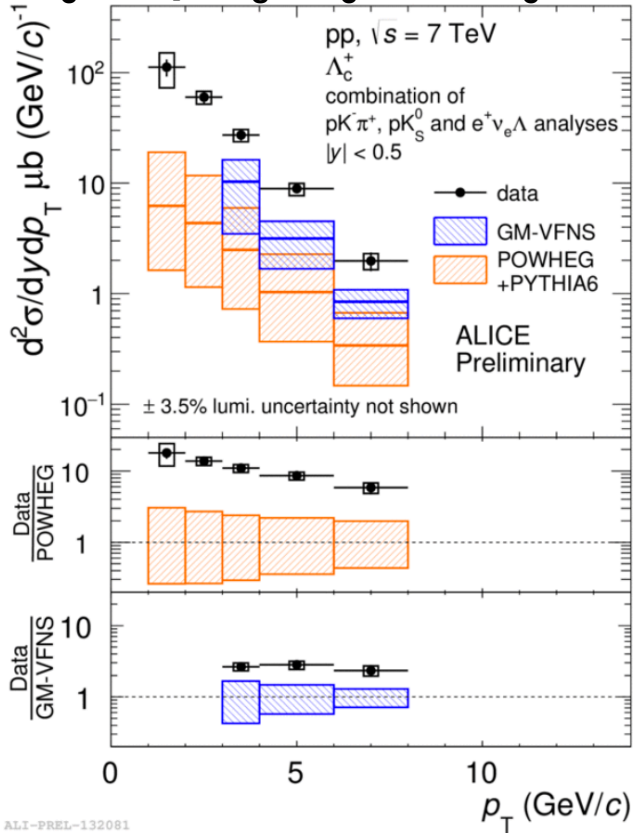 pp, √s = 7 TeV
Λc+
combination of
pK-π+, pK0S and e+νeΛ analyses
|y| < 0.5
data
GM-VFNS
POWHEG
+PYTHIA6
ALICE
Preliminary
± 3.5% lumi. uncertainty not shown
d²σ/dydpT μb (GeV/c)-1
10²
10
1
10−1
Data
POWHEG
10
1
Data
GM-VFNS
10
1
0
5
10
pT (GeV/c)
ALI-PREL-132081